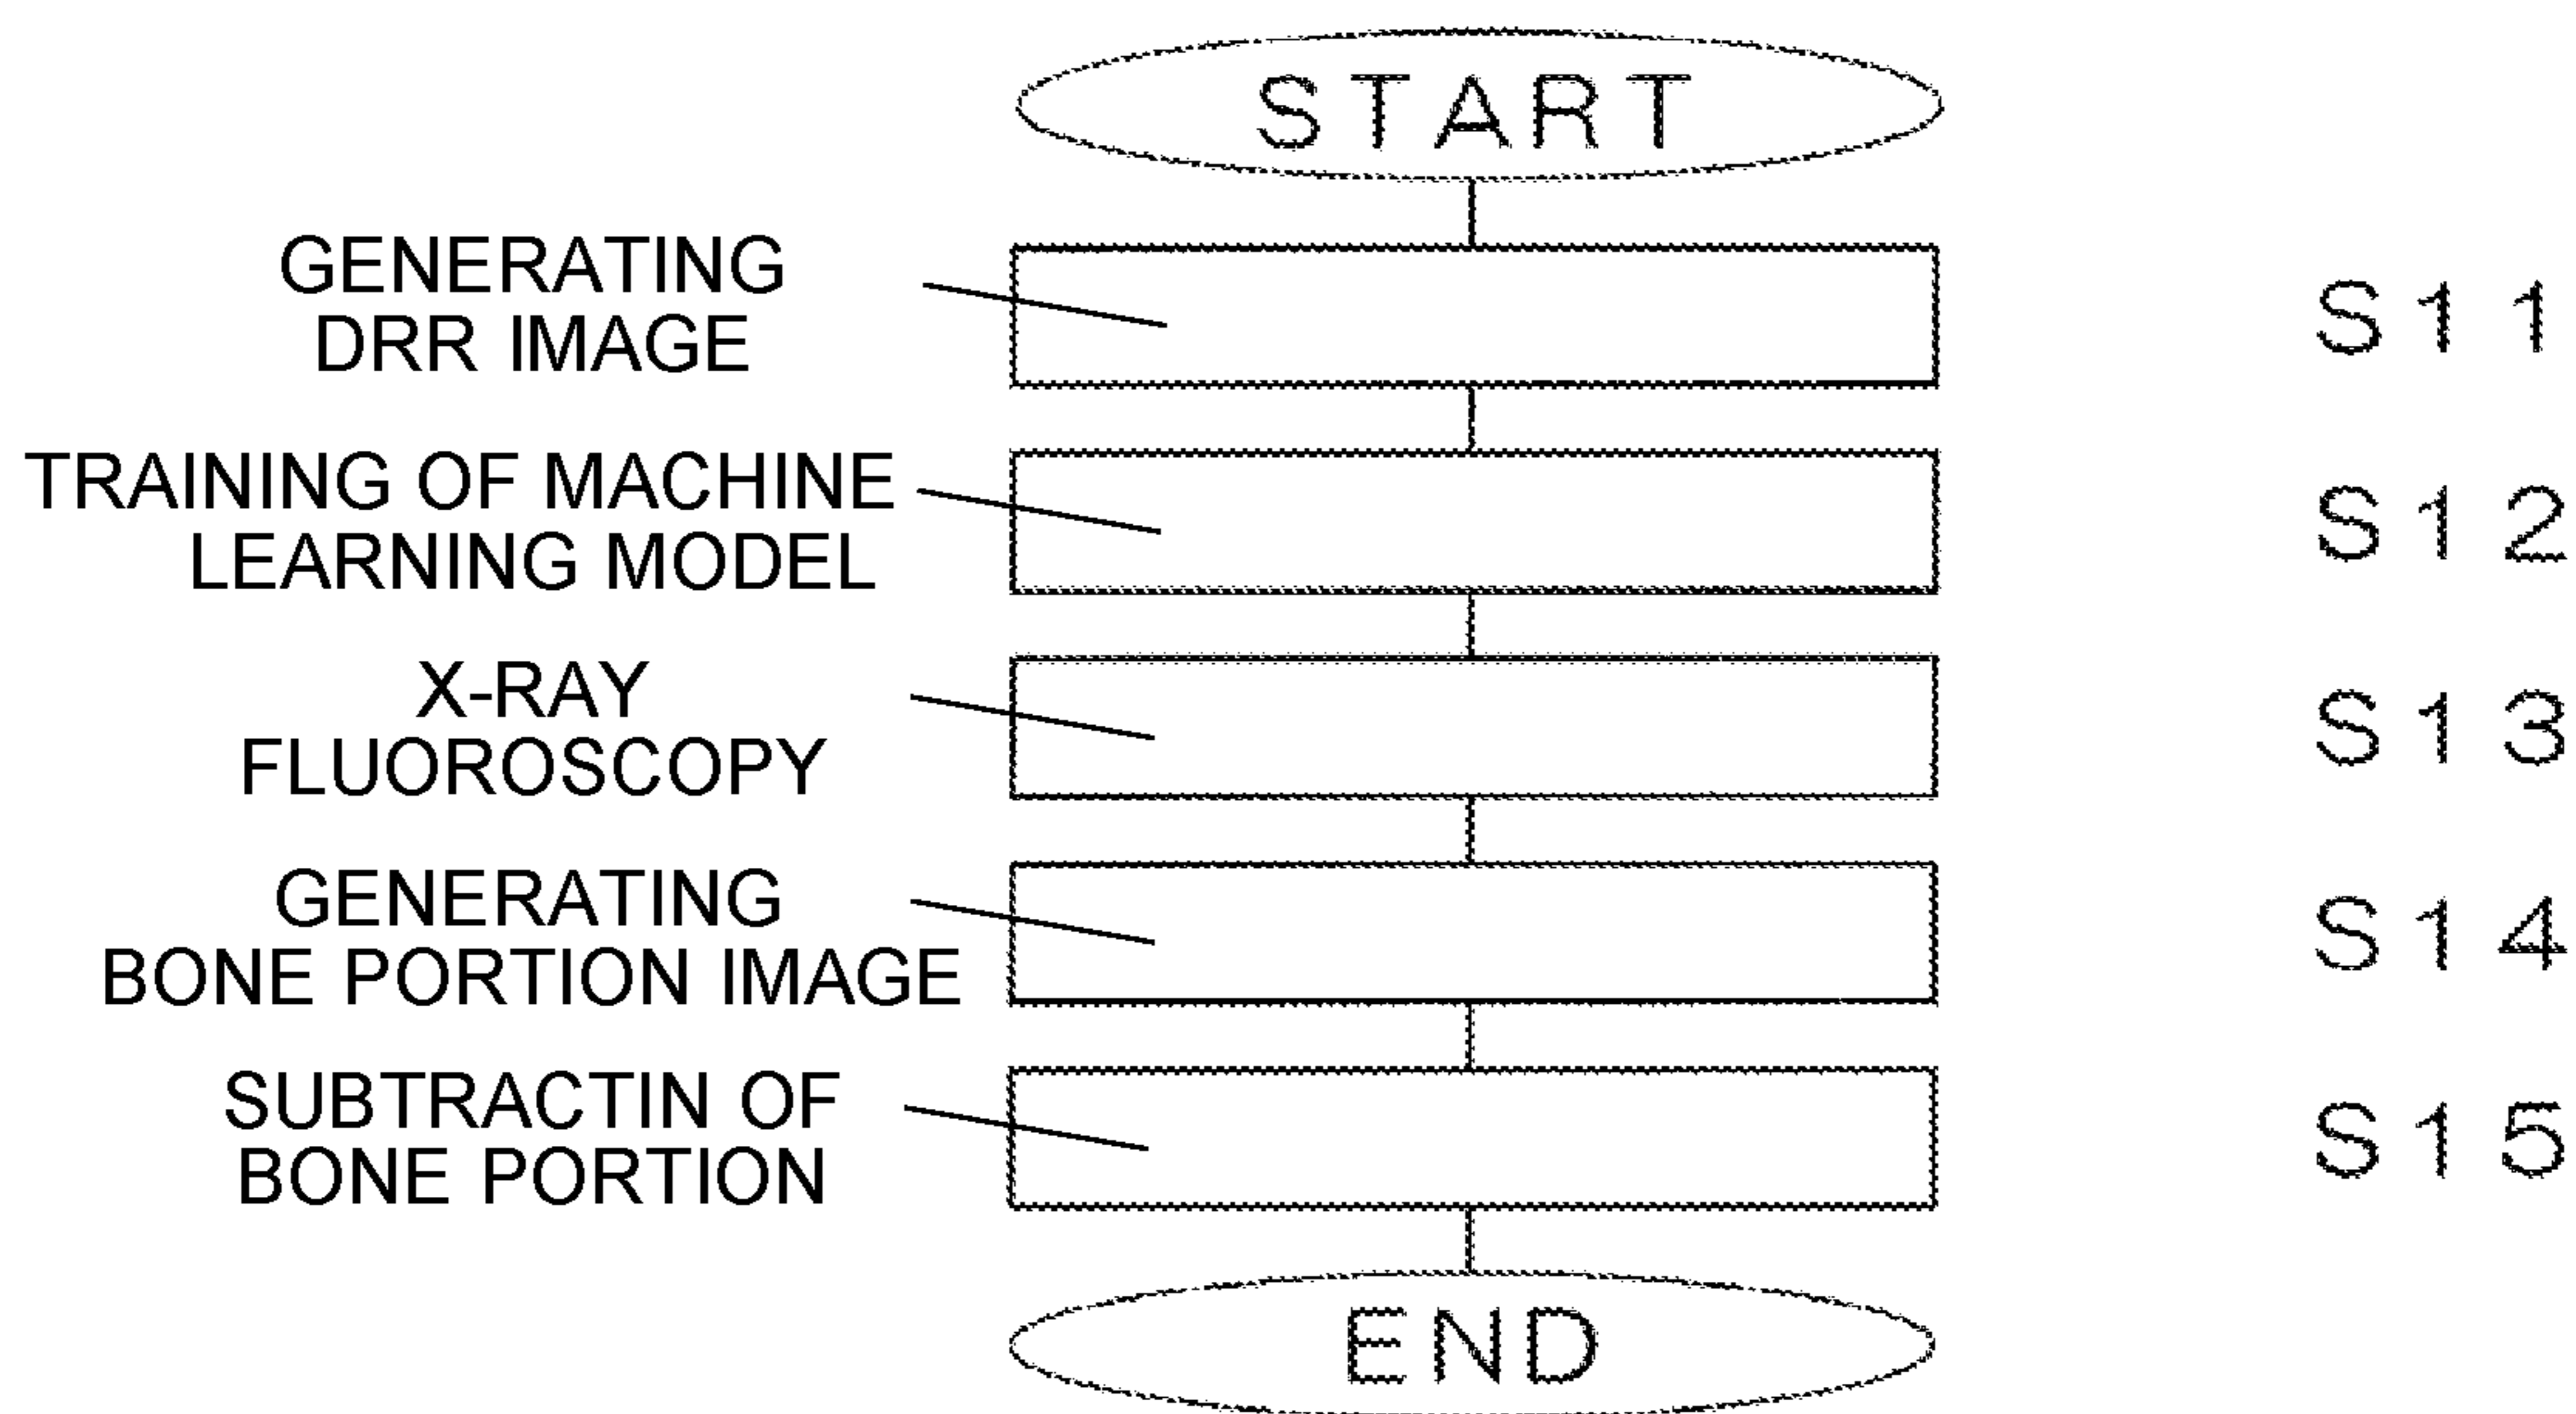 START
GENERATING
DRR IMAGE
S11
TRAINING OF MACHINE
LEARNING MODEL
S12
X-RAY
FLUOROSCOPY
S13
GENERATING
BONE PORTION IMAGE
S14
SUBTRACTIN OF
BONE PORTION
S15
END